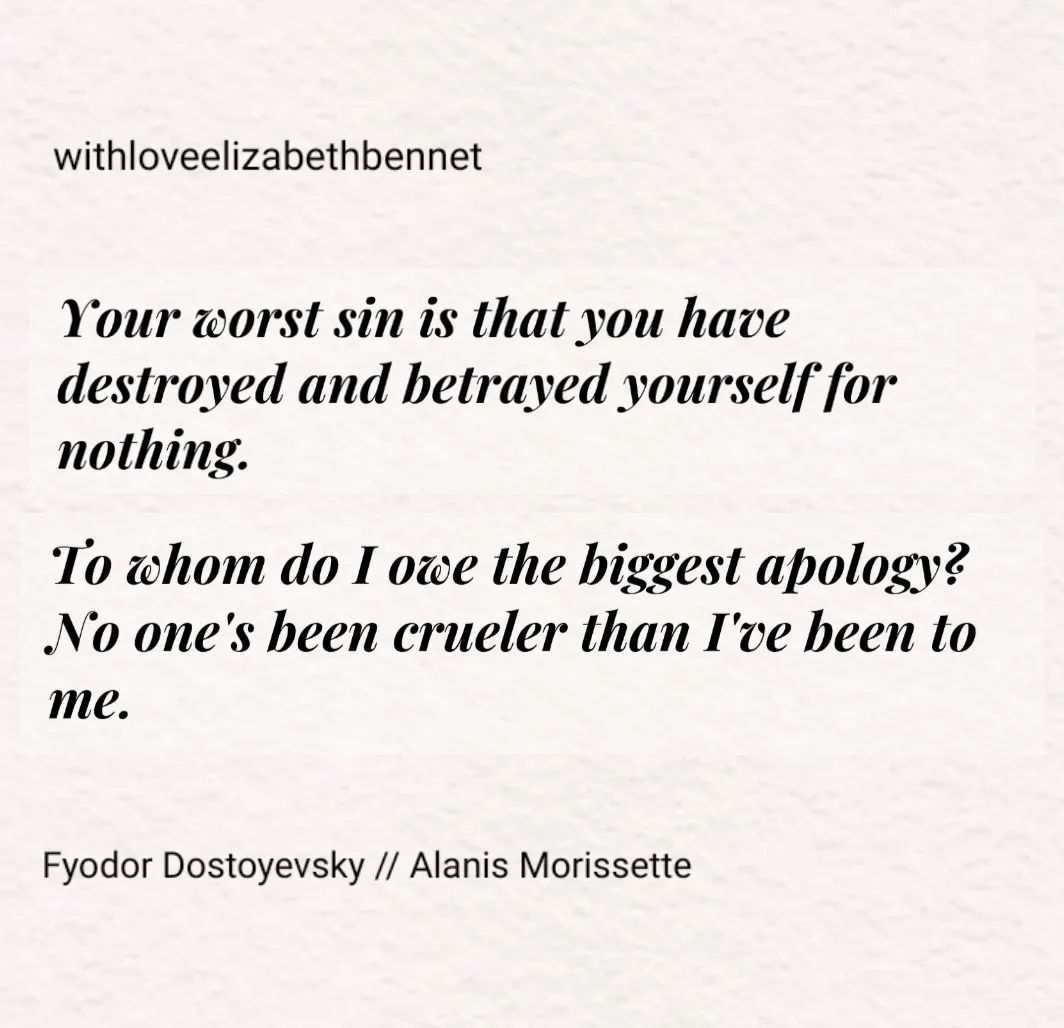 withloveelizabethbennet
Your worst sin is that you have
destroyed and betrayed yourself for
nothing.
To whom do I owe the biggest apology?
No one's been crueler than I've been to
me.
Fyodor Dostoyevsky // Alanis Morissette